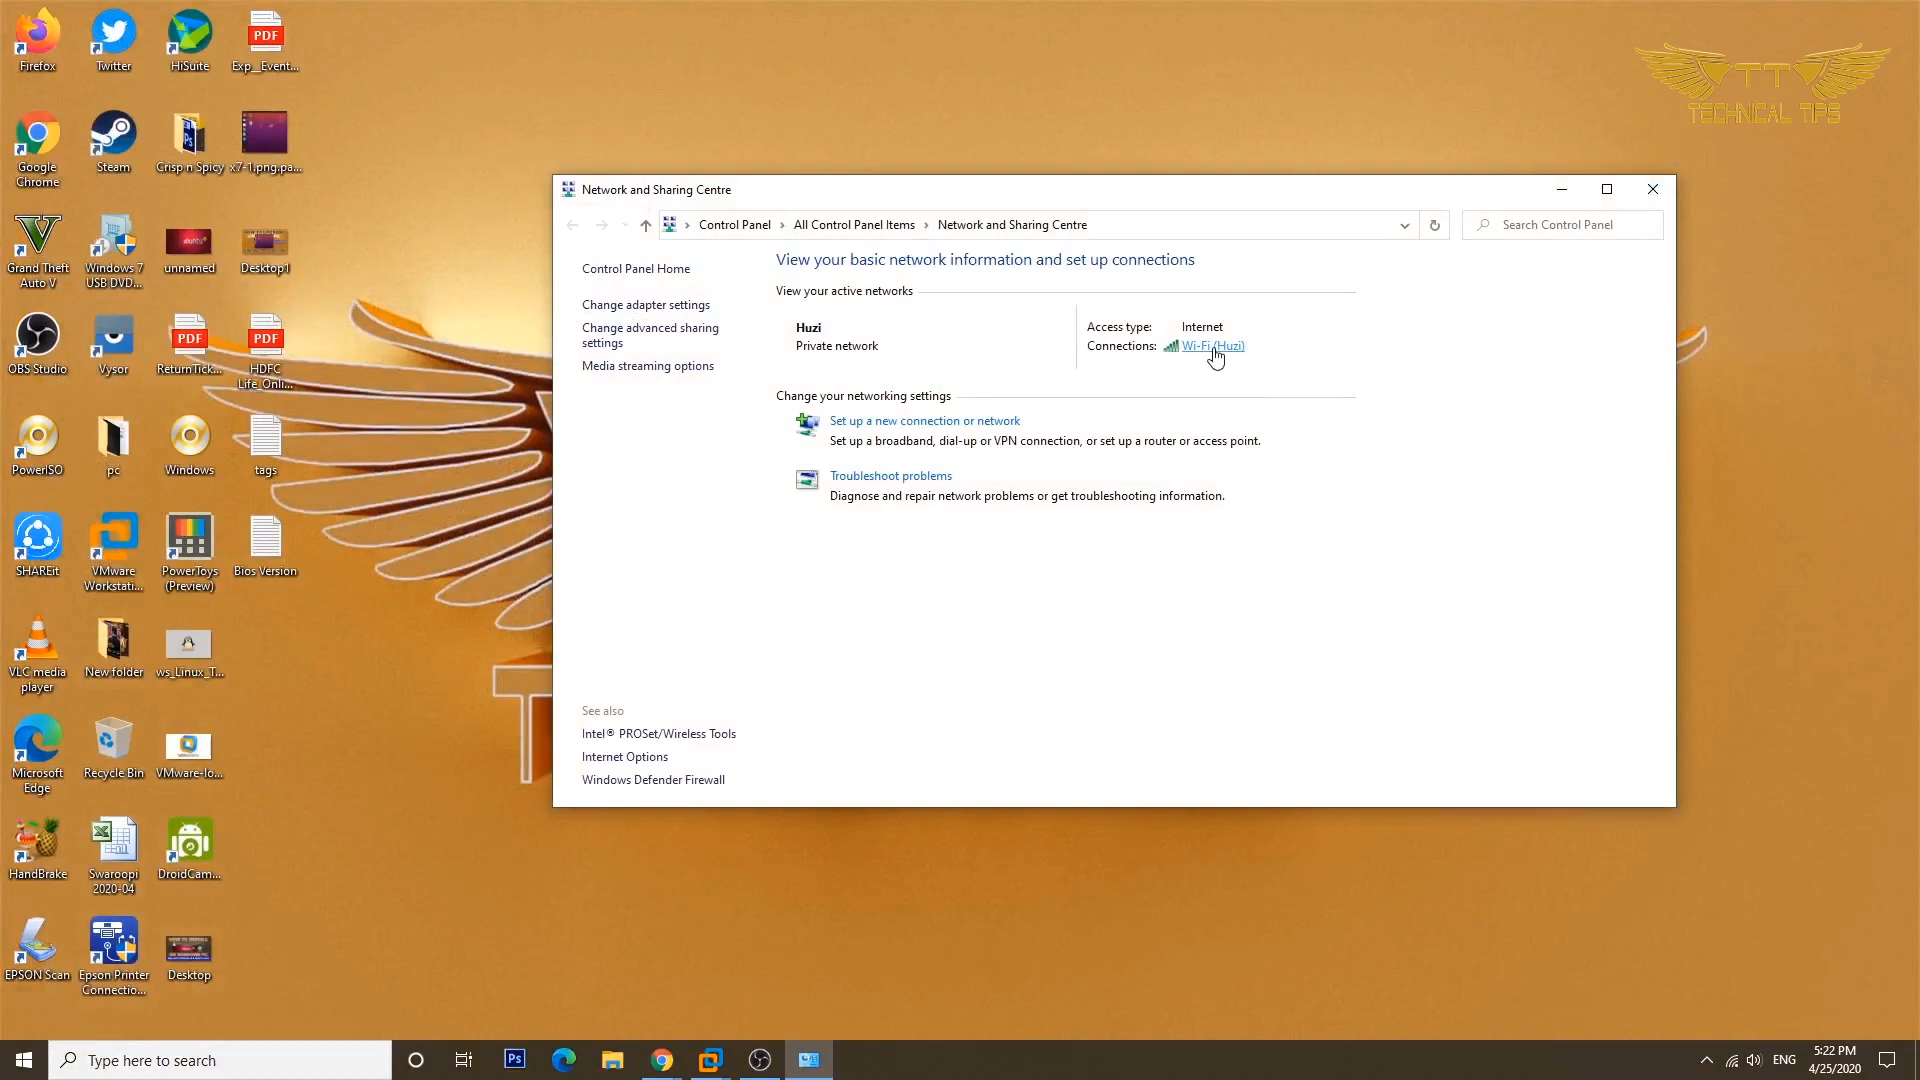 Firefox
Twitter
HiSuite
PDF
Exp_Event...
TT
TECHNICAL TIPS
Google
Chrome
Steam
Ps
Crisp n Spicy
x7-1.png.pa...
Grand Theft
Auto V
Windows 7
USB DVD...
unnamed
Desktop1
OBS Studio
Vysor
PDF
ReturnTick...
PDF
HDFC
Life_Onli...
PowerISO
pc
Windows
tags
SHAREit
VMware
Workstati...
PowerToys
(Preview)
Bios Version
VLC media
player
New folder
ws_Linux_T...
Microsoft
Edge
Recycle Bin
VMware-lo...
HandBrake
Swaroopi
2020-04
DroidCam...
EPSON Scan
Epson Printer
Connectio...
Desktop
Network and Sharing Centre
Control Panel
All Control Panel Items
Network and Sharing Centre
Search Control Panel
Control Panel Home
Change adapter settings
Change advanced sharing
settings
Media streaming options
View your basic network information and set up connections
View your active networks
Huzi
Private network
Access type: Internet
Connections: Wi-Fi (Huzi)
Change your networking settings
Set up a new connection or network
Set up a broadband, dial-up or VPN connection, or set up a router or access point.
Troubleshoot problems
Diagnose and repair network problems or get troubleshooting information.
See also
Intel® PROSet/Wireless Tools
Internet Options
Windows Defender Firewall
Type here to search
Ps
ENG
5:22 PM
4/25/2020